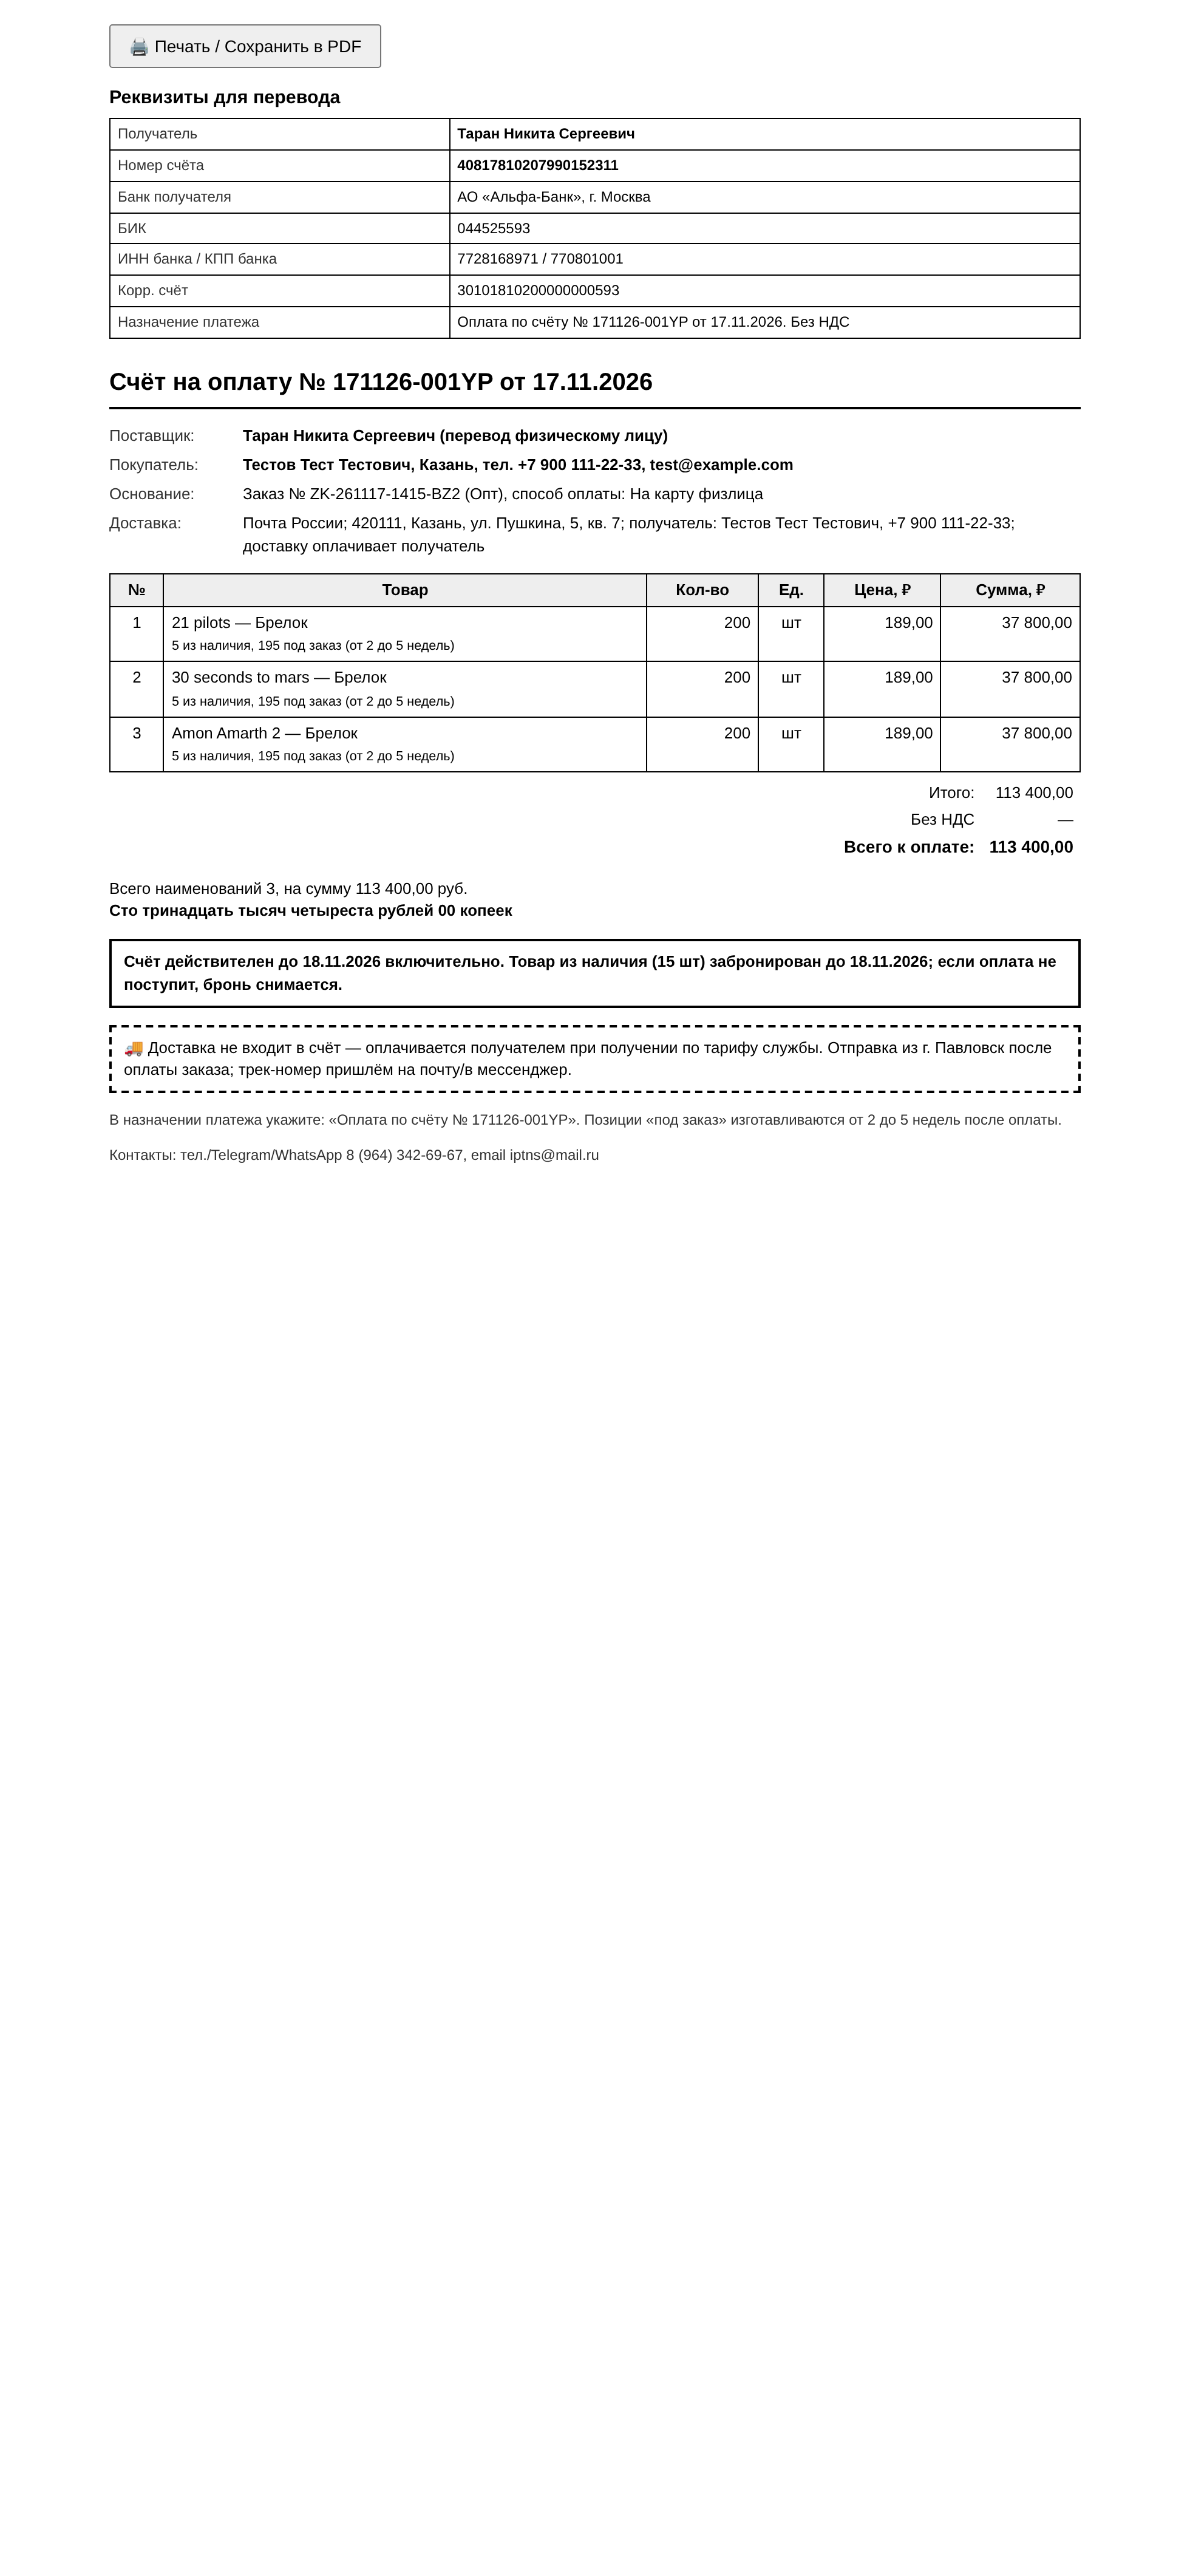 🖨️ Печать / Сохранить в PDF
Реквизиты для перевода
Получатель Таран Никита Сергеевич
Номер счёта 40817810207990152311
Банк получателя АО «Альфа-Банк», г. Москва
БИК 044525593
ИНН банка / КПП банка 7728168971 / 770801001
Корр. счёт 30101810200000000593
Назначение платежа Оплата по счёту № 171126-001YP от 17.11.2026. Без НДС
Счёт на оплату № 171126-001YP от 17.11.2026
Поставщик: Таран Никита Сергеевич (перевод физическому лицу)
Покупатель: Тестов Тест Тестович, Казань, тел. +7 900 111-22-33, test@example.com
Основание: Заказ № ZK-261117-1415-BZ2 (Опт), способ оплаты: На карту физлица
Доставка: Почта России; 420111, Казань, ул. Пушкина, 5, кв. 7; получатель: Тестов Тест Тестович, +7 900 111-22-33;
доставку оплачивает получатель
№ Товар Кол-во Ед. Цена, ₽ Сумма, ₽
1 21 pilots — Брелок 200 шт 189,00 37 800,00
5 из наличия, 195 под заказ (от 2 до 5 недель)
2 30 seconds to mars — Брелок 200 шт 189,00 37 800,00
5 из наличия, 195 под заказ (от 2 до 5 недель)
3 Amon Amarth 2 — Брелок 200 шт 189,00 37 800,00
5 из наличия, 195 под заказ (от 2 до 5 недель)
Итого: 113 400,00
Без НДС —
Всего к оплате: 113 400,00
Всего наименований 3, на сумму 113 400,00 руб.
Сто тринадцать тысяч четыреста рублей 00 копеек
Счёт действителен до 18.11.2026 включительно. Товар из наличия (15 шт) забронирован до 18.11.2026; если оплата не
поступит, бронь снимается.
🚚 Доставка не входит в счёт — оплачивается получателем при получении по тарифу службы. Отправка из г. Павловск после
оплаты заказа; трек-номер пришлём на почту/в мессенджер.
В назначении платежа укажите: «Оплата по счёту № 171126-001YP». Позиции «под заказ» изготавливаются от 2 до 5 недель после оплаты.
Контакты: тел./Telegram/WhatsApp 8 (964) 342-69-67, email iptns@mail.ru